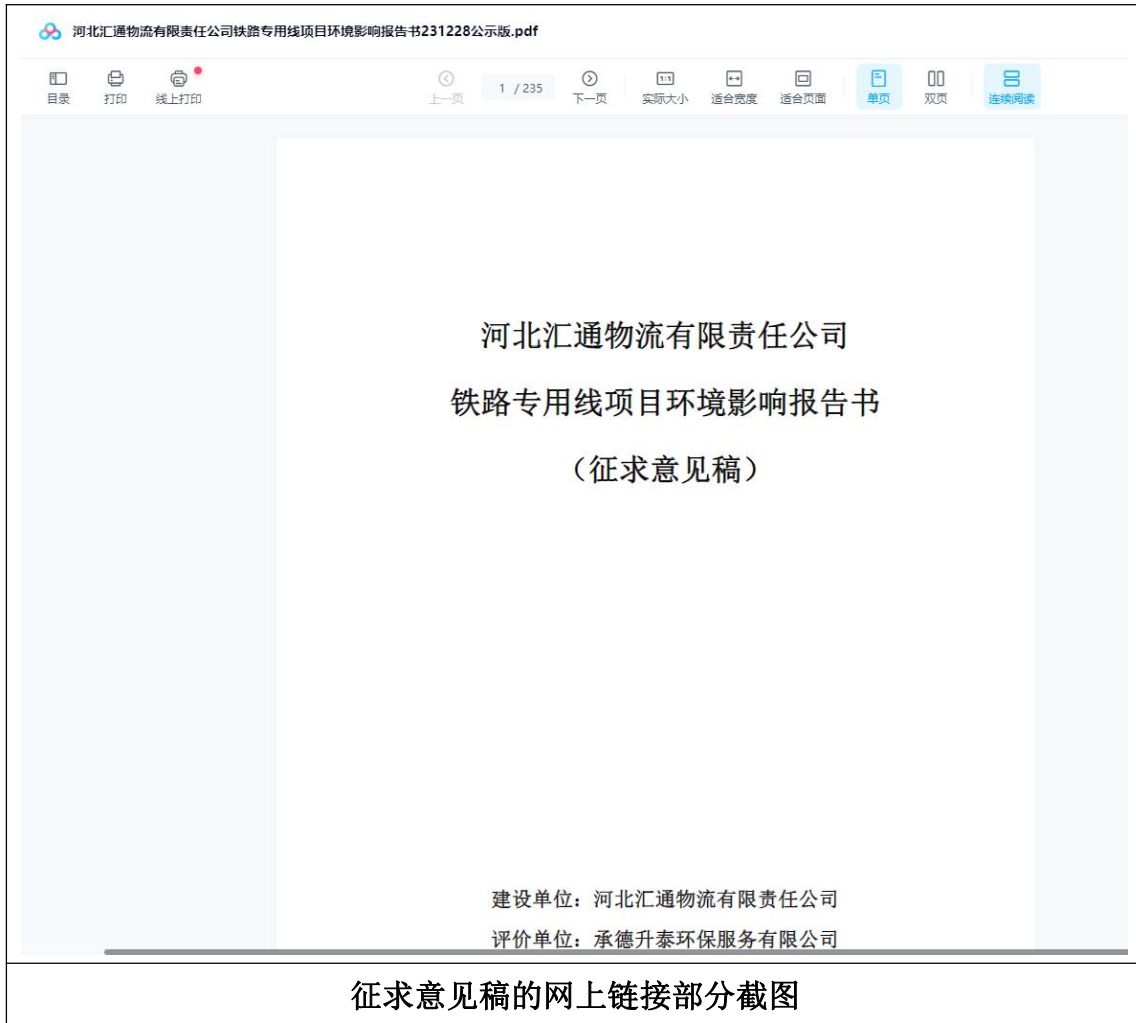 河北汇通物流有限责任公司铁路专用线项目环境影响报告书231228公示版.pdf
目录 打印 线上打印 上一页 1 / 235 下一页 1:1 实际大小 适合宽度 适合页面 单页 双页 连续阅读
河北汇通物流有限责任公司
铁路专用线项目环境影响报告书
（征求意见稿）
建设单位：河北汇通物流有限责任公司
评价单位：承德升泰环保服务有限公司
征求意见稿的网上链接部分截图